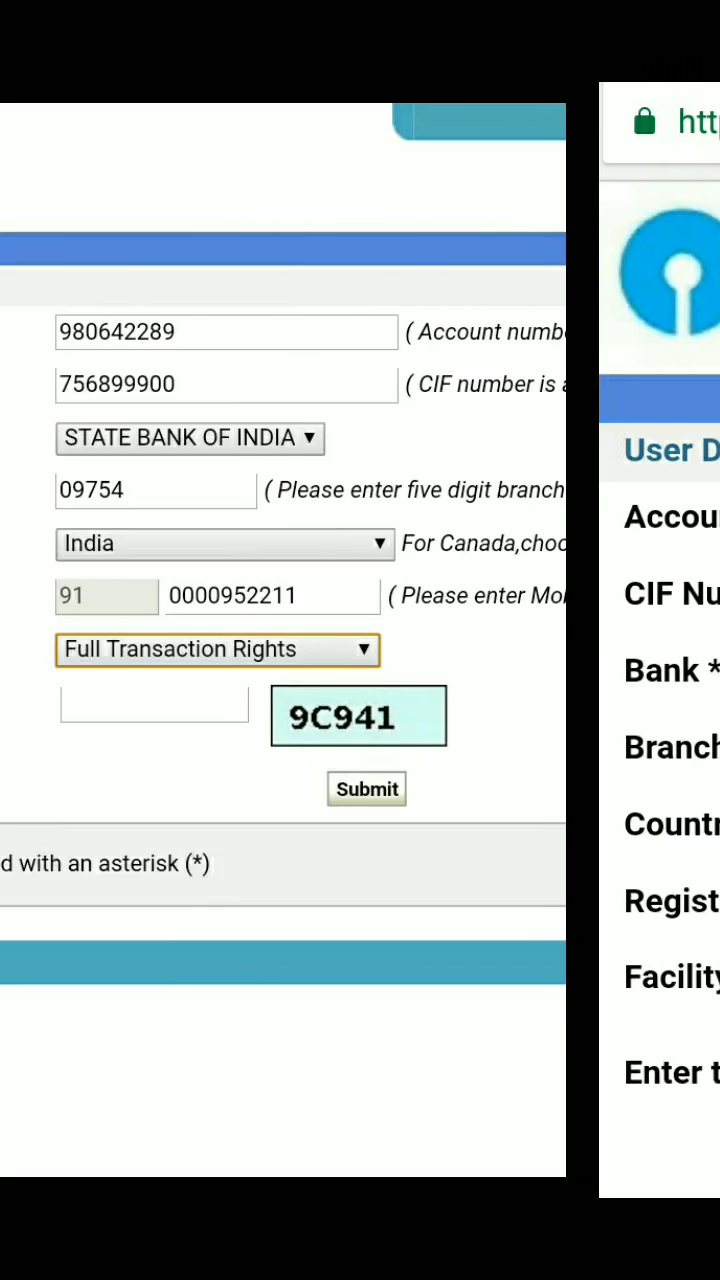 980642289 ( Account numb
756899900 ( CIF number is
STATE BANK OF INDIA ▼
09754 ( Please enter five digit branch
India ▼ For Canada,choo
91 0000952211 ( Please enter Mo
Full Transaction Rights ▼
9C941
Submit
d with an asterisk (*)
htt
User D
Accou
CIF Nu
Bank *
Branch
Countr
Regist
Facility
Enter t